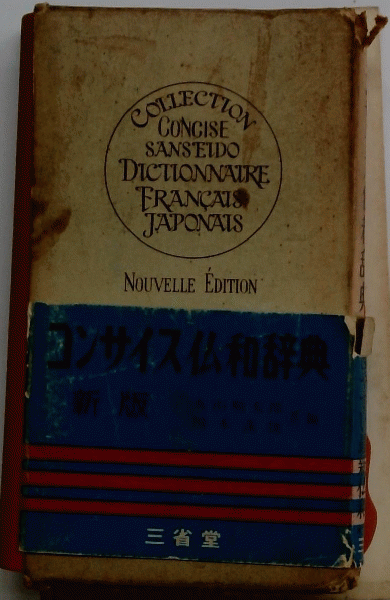 COLLECTION
CONCISE
SANSEIDO
DICTIONNAIRE
FRANÇAIS
JAPONAIS
NOUVELLE ÉDITION
コンサイス仏和辞典
新版
三省堂